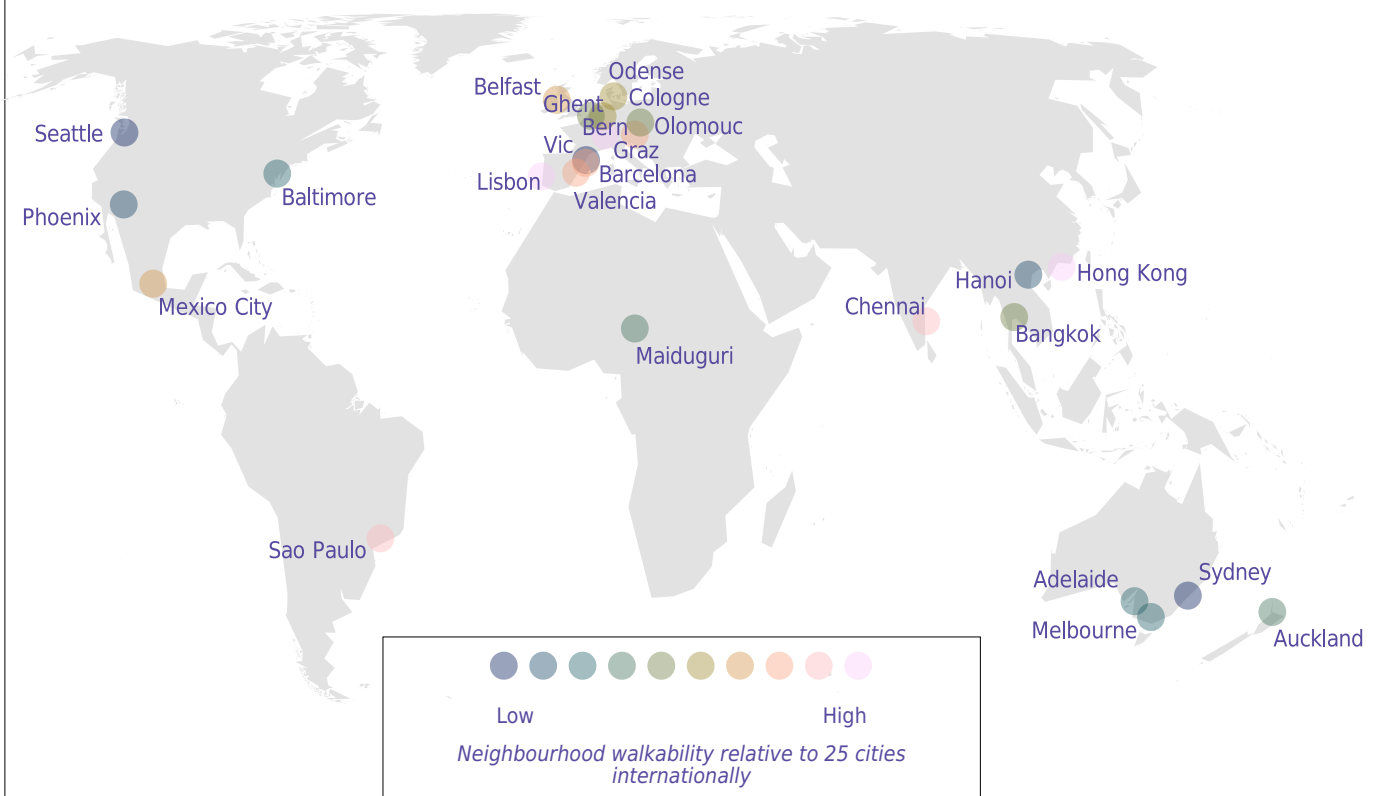 Odense
Belfast
Cologne
Ghent
Seattle
Bern
Olomouc
Vic
Graz
Barcelona
Lisbon
Baltimore
Valencia
Phoenix
Hong Kong
Hanoi
Mexico City
Chennai
Bangkok
Maiduguri
Sao Paulo
Sydney
Adelaide
Melbourne
Auckland
Low
High
Neighbourhood walkability relative to 25 cities
internationally